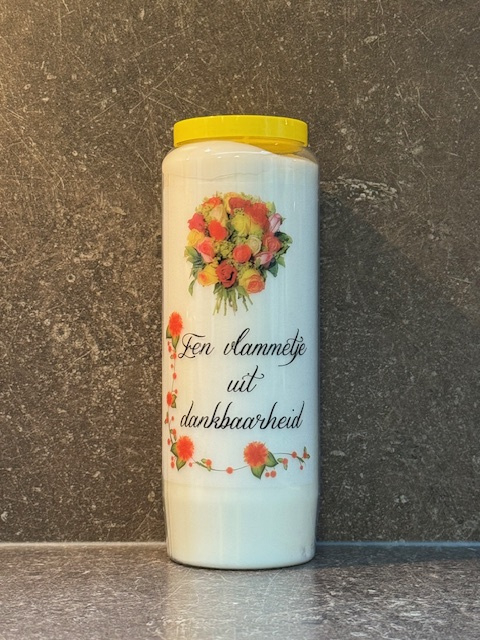 Een vlammetje
uit
dankbaarheid